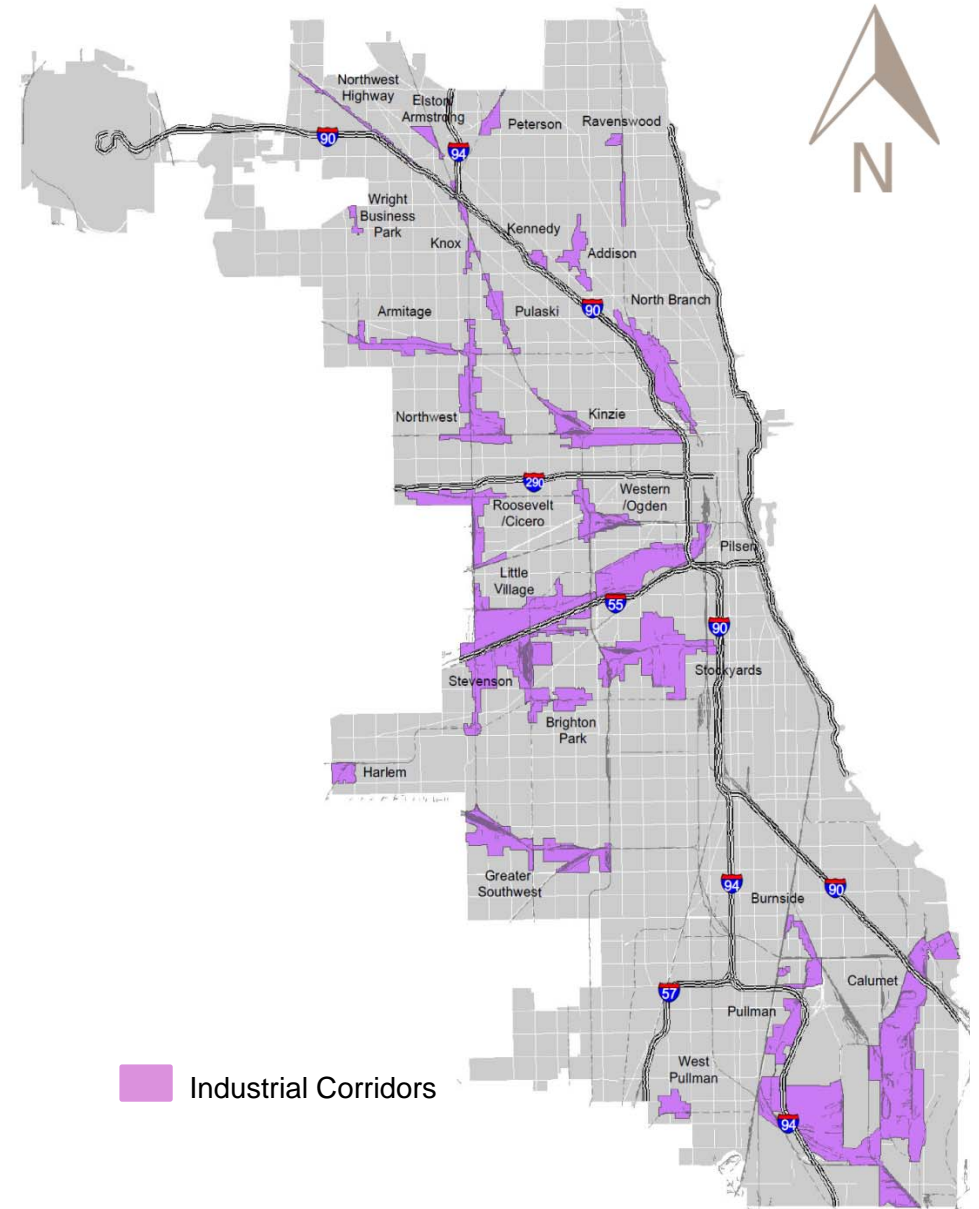 N
Northwest
Highway
Elston/
Armstrong
Peterson
Ravenswood
90
94
Wright
Business
Park
Knox
Kennedy
Addison
Armitage
Pulaski
90
North Branch
Northwest
Kinzie
290
Roosevelt
/Cicero
Western
/Ogden
Pilsen
Little
Village
55
90
Stevenson
Stockyards
Brighton
Park
Harlem
Greater
Southwest
94
Burnside
90
57
Calumet
Pullman
West
Pullman
94
Industrial Corridors